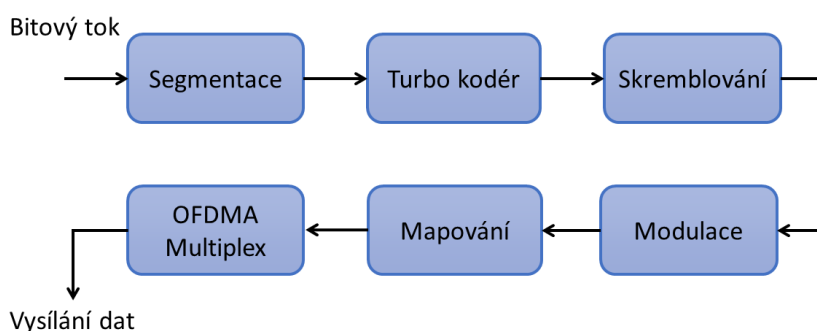 Bitový tok
Segmentace
Turbo kodér
Skremblování
OFDMA
Multiplex
Mapování
Modulace
Vysílání dat